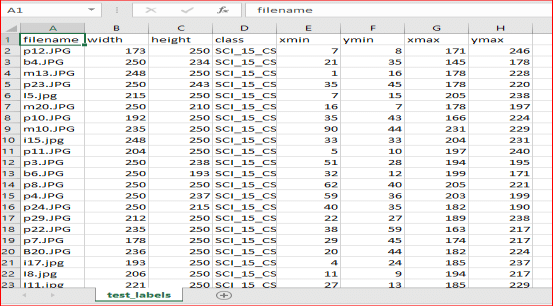 A1 fx filename
A B C D E F G H
1 filename width height class xmin ymin xmax ymax
2 p12.JPG 173 250 SCI_15_CS 7 8 171 246
3 b4.JPG 250 234 SCI_15_CS 21 35 145 178
4 m13.JPG 248 250 SCI_15_CS 1 16 178 228
5 p23.JPG 250 243 SCI_15_CS 35 45 178 220
6 I5.jpg 215 250 SCI_15_CS 7 15 205 238
7 m20.JPG 250 210 SCI_15_CS 16 7 178 197
8 p10.JPG 192 250 SCI_15_CS 35 43 166 224
9 m10.JPG 235 250 SCI_15_CS 90 44 231 229
10 i15.jpg 248 250 SCI_15_CS 33 33 204 231
11 p11.JPG 204 250 SCI_15_CS 5 10 197 240
12 p3.JPG 250 238 SCI_15_CS 51 28 194 195
13 b6.JPG 250 193 SCI_15_CS 32 12 199 171
14 p8.JPG 250 250 SCI_15_CS 62 40 205 221
15 p4.JPG 250 237 SCI_15_CS 59 36 203 199
16 p24.JPG 250 215 SCI_15_CS 40 35 182 190
17 p29.JPG 212 250 SCI_15_CS 22 27 189 238
18 p22.JPG 235 250 SCI_15_CS 38 59 163 217
19 p7.JPG 178 250 SCI_15_CS 29 45 174 217
20 B20.JPG 236 250 SCI_15_CS 20 44 182 224
21 i17.jpg 193 250 SCI_15_CS 4 24 185 237
22 I8.jpg 206 250 SCI_15_CS 11 9 194 217
23 I11.jpg 221 250 SCI_15_CS 27 13 185 229
test_labels